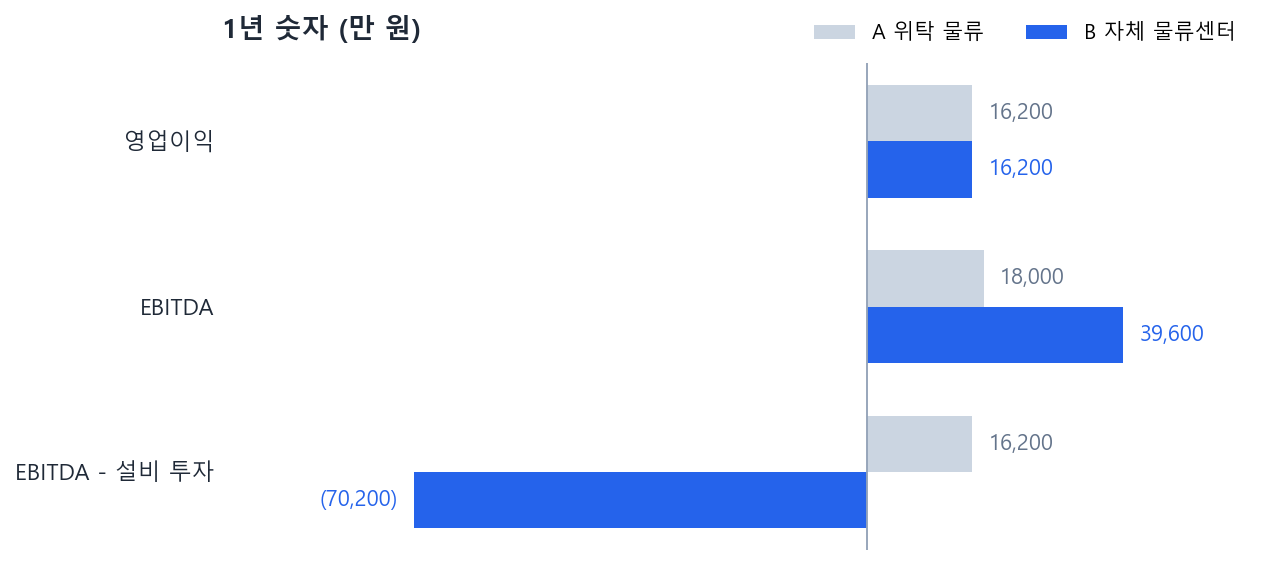 1년 숫자 (만 원)
A 위탁 물류
B 자체 물류센터
영업이익
16,200
16,200
EBITDA
18,000
39,600
EBITDA - 설비 투자
16,200
(70,200)